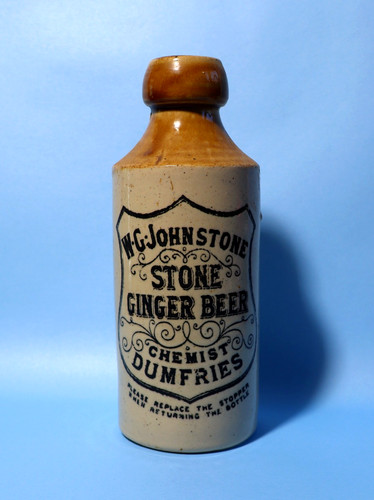 W·G·JOHNSTONE
STONE
GINGER BEER
CHEMIST
DUMFRIES
PLEASE REPLACE THE STOPPER
WHEN RETURNING THE BOTTLE